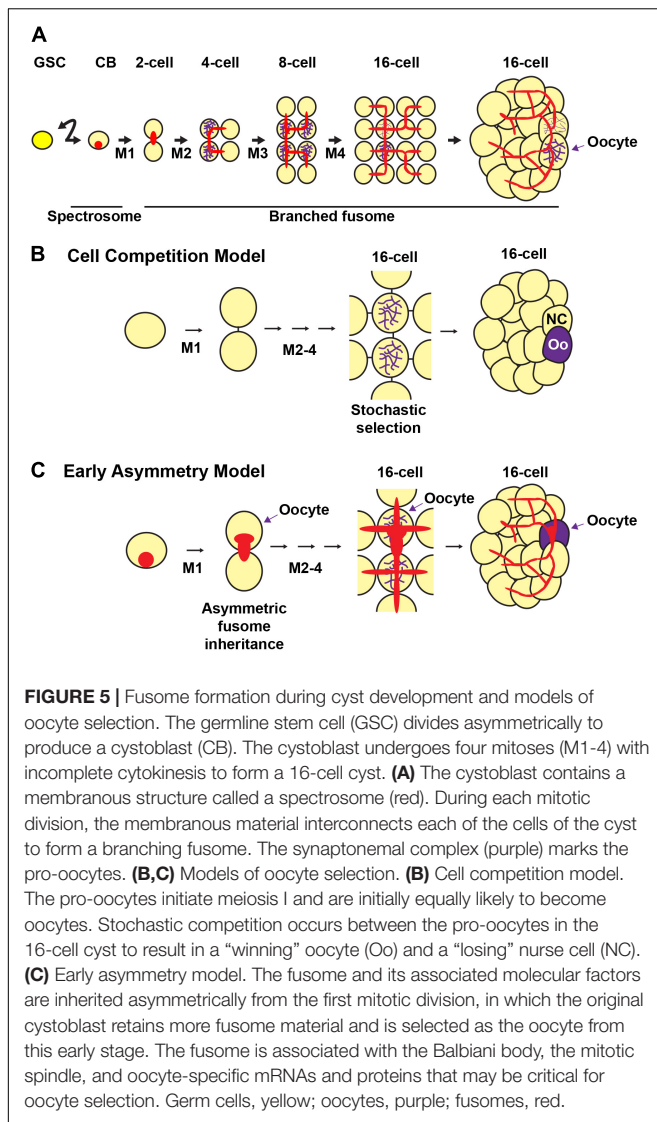 A
GSC CB 2-cell 4-cell 8-cell 16-cell 16-cell
M1 M2 M3 M4
Oocyte
Spectrosome Branched fusome
B Cell Competition Model
16-cell 16-cell
NC
Oo
M1 M2-4
Stochastic
selection
C Early Asymmetry Model
16-cell 16-cell
Oocyte Oocyte Oocyte
M1 M2-4
Asymmetric
fusome
inheritance
FIGURE 5 | Fusome formation during cyst development and models of
oocyte selection. The germline stem cell (GSC) divides asymmetrically to
produce a cystoblast (CB). The cystoblast undergoes four mitoses (M1-4) with
incomplete cytokinesis to form a 16-cell cyst. (A) The cystoblast contains a
membranous structure called a spectrosome (red). During each mitotic
division, the membranous material interconnects each of the cells of the cyst
to form a branching fusome. The synaptonemal complex (purple) marks the
pro-oocytes. (B,C) Models of oocyte selection. (B) Cell competition model.
The pro-oocytes initiate meiosis I and are initially equally likely to become
oocytes. Stochastic competition occurs between the pro-oocytes in the
16-cell cyst to result in a “winning” oocyte (Oo) and a “losing” nurse cell (NC).
(C) Early asymmetry model. The fusome and its associated molecular factors
are inherited asymmetrically from the first mitotic division, in which the original
cystoblast retains more fusome material and is selected as the oocyte from
this early stage. The fusome is associated with the Balbiani body, the mitotic
spindle, and oocyte-specific mRNAs and proteins that may be critical for
oocyte selection. Germ cells, yellow; oocytes, purple; fusomes, red.